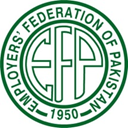 EMPLOYERS' FEDERATION OF PAKISTAN
EFP
1950